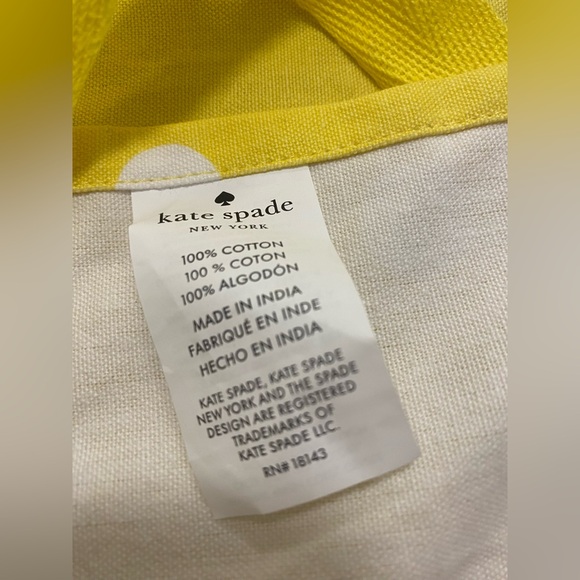 kate spade
NEW YORK
100% COTTON
100 % COTON
100% ALGODÓN
MADE IN INDIA
FABRIQUÉ EN INDE
HECHO EN INDIA
KATE SPADE, KATE SPADE
NEW YORK AND THE SPADE
DESIGN ARE REGISTERED
TRADEMARKS OF
KATE SPADE LLC.
RN# 18143